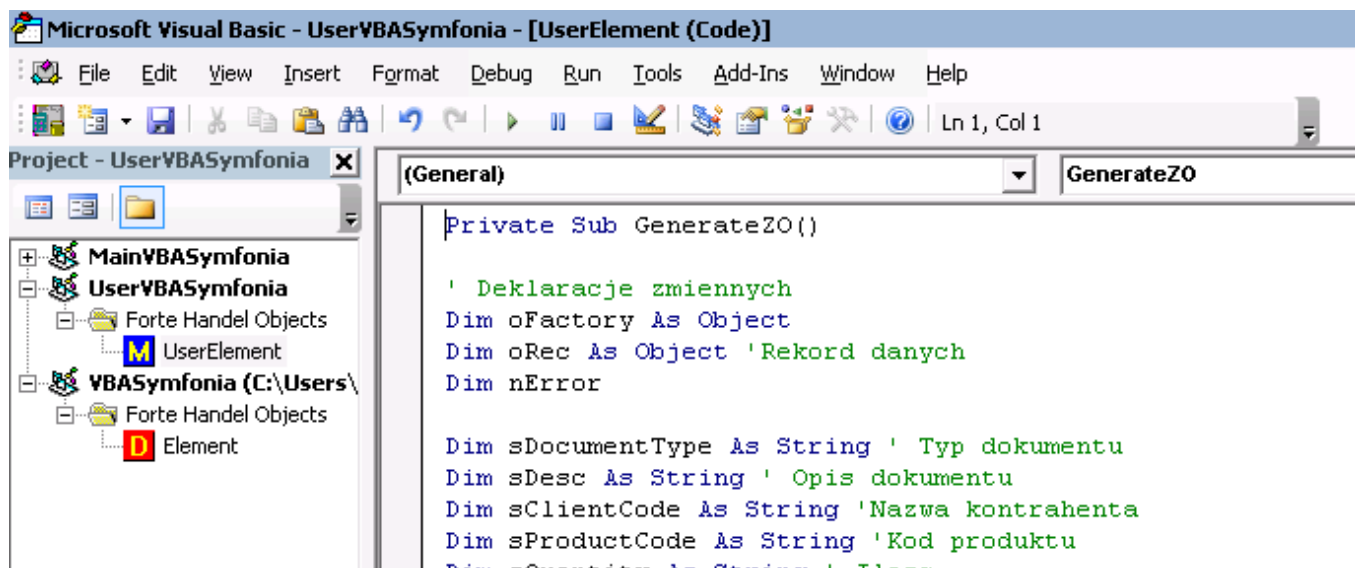 Microsoft Visual Basic - UserVBASymfonia - [UserElement (Code)]
File Edit View Insert Format Debug Run Tools Add-Ins Window Help
Ln 1, Col 1
Project - UserVBASymfonia
(General)
GenerateZO
MainVBASymfonia
UserVBASymfonia
Forte Handel Objects
M UserElement
VBASymfonia (C:\Users\
Forte Handel Objects
D Element
Private Sub GenerateZO()
' Deklaracje zmiennych
Dim oFactory As Object
Dim oRec As Object 'Rekord danych
Dim nError
Dim sDocumentType As String ' Typ dokumentu
Dim sDesc As String ' Opis dokumentu
Dim sClientCode As String 'Nazwa kontrahenta
Dim sProductCode As String 'Kod produktu